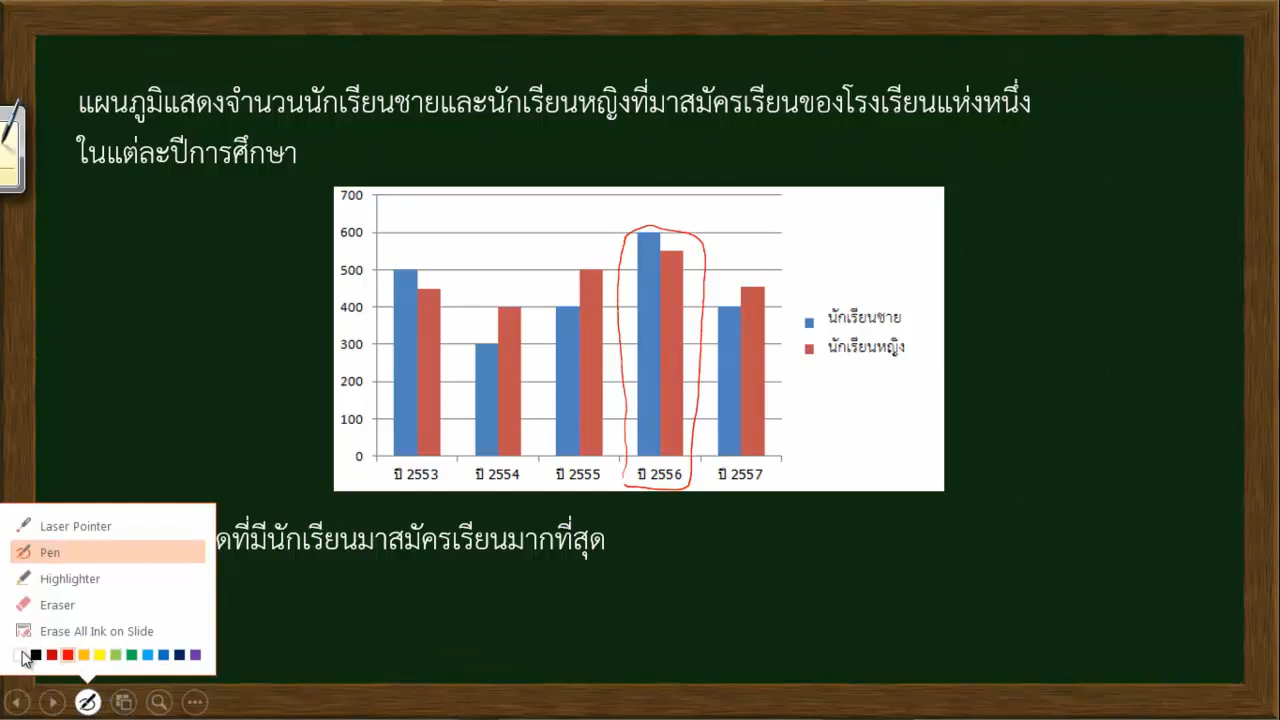 แผนภูมิแสดงจำนวนนักเรียนชายและนักเรียนหญิงที่มาสมัครเรียนของโรงเรียนแห่งหนึ่ง
ในแต่ละปีการศึกษา
700
600
500
400
300
200
100
0
ปี 2553 ปี 2554 ปี 2555 ปี 2556 ปี 2557
นักเรียนชาย
นักเรียนหญิง
ดที่มีนักเรียนมาสมัครเรียนมากที่สุด
Laser Pointer
Pen
Highlighter
Eraser
Erase All Ink on Slide